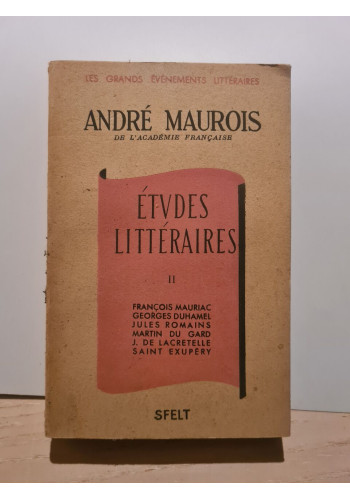 LES GRANDS ÉVÉNEMENTS LITTÉRAIRES
ANDRÉ MAUROIS
DE L'ACADÉMIE FRANÇAISE
ÉTVDES
LITTÉRAIRES
II
FRANÇOIS MAURIAC
GEORGES DUHAMEL
JULES ROMAINS
MARTIN DU GARD
J. DE LACRETELLE
SAINT EXUPÉRY
SFELT